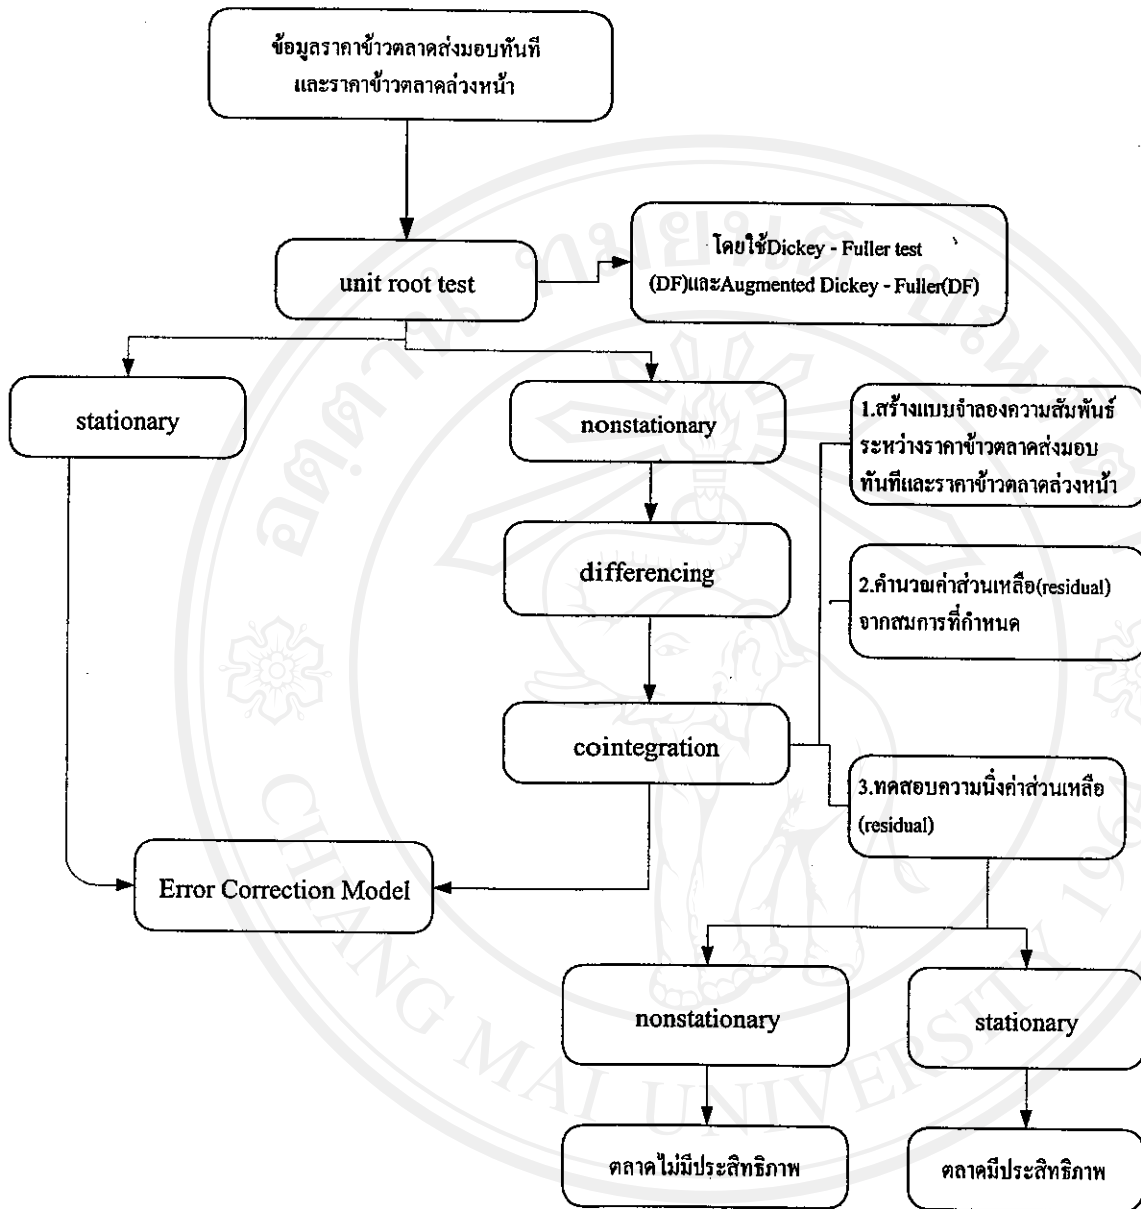 ข้อมูลราคาข้าวตลาดส่งมอบทันที
และราคาข้าวตลาดล่วงหน้า
unit root test
โดยใช้Dickey - Fuller test
(DF)และAugmented Dickey - Fuller(DF)
stationary
nonstationary
1.สร้างแบบจำลองความสัมพันธ์
ระหว่างราคาข้าวตลาดส่งมอบ
ทันทีและราคาข้าวตลาดล่วงหน้า
differencing
2.คำนวณค่าส่วนเหลือ(residual)
จากสมการที่กำหนด
cointegration
3.ทดสอบความนิ่งค่าส่วนเหลือ
(residual)
Error Correction Model
nonstationary
stationary
ตลาดไม่มีประสิทธิภาพ
ตลาดมีประสิทธิภาพ
CHIANG MAI UNIVERSITY 1964